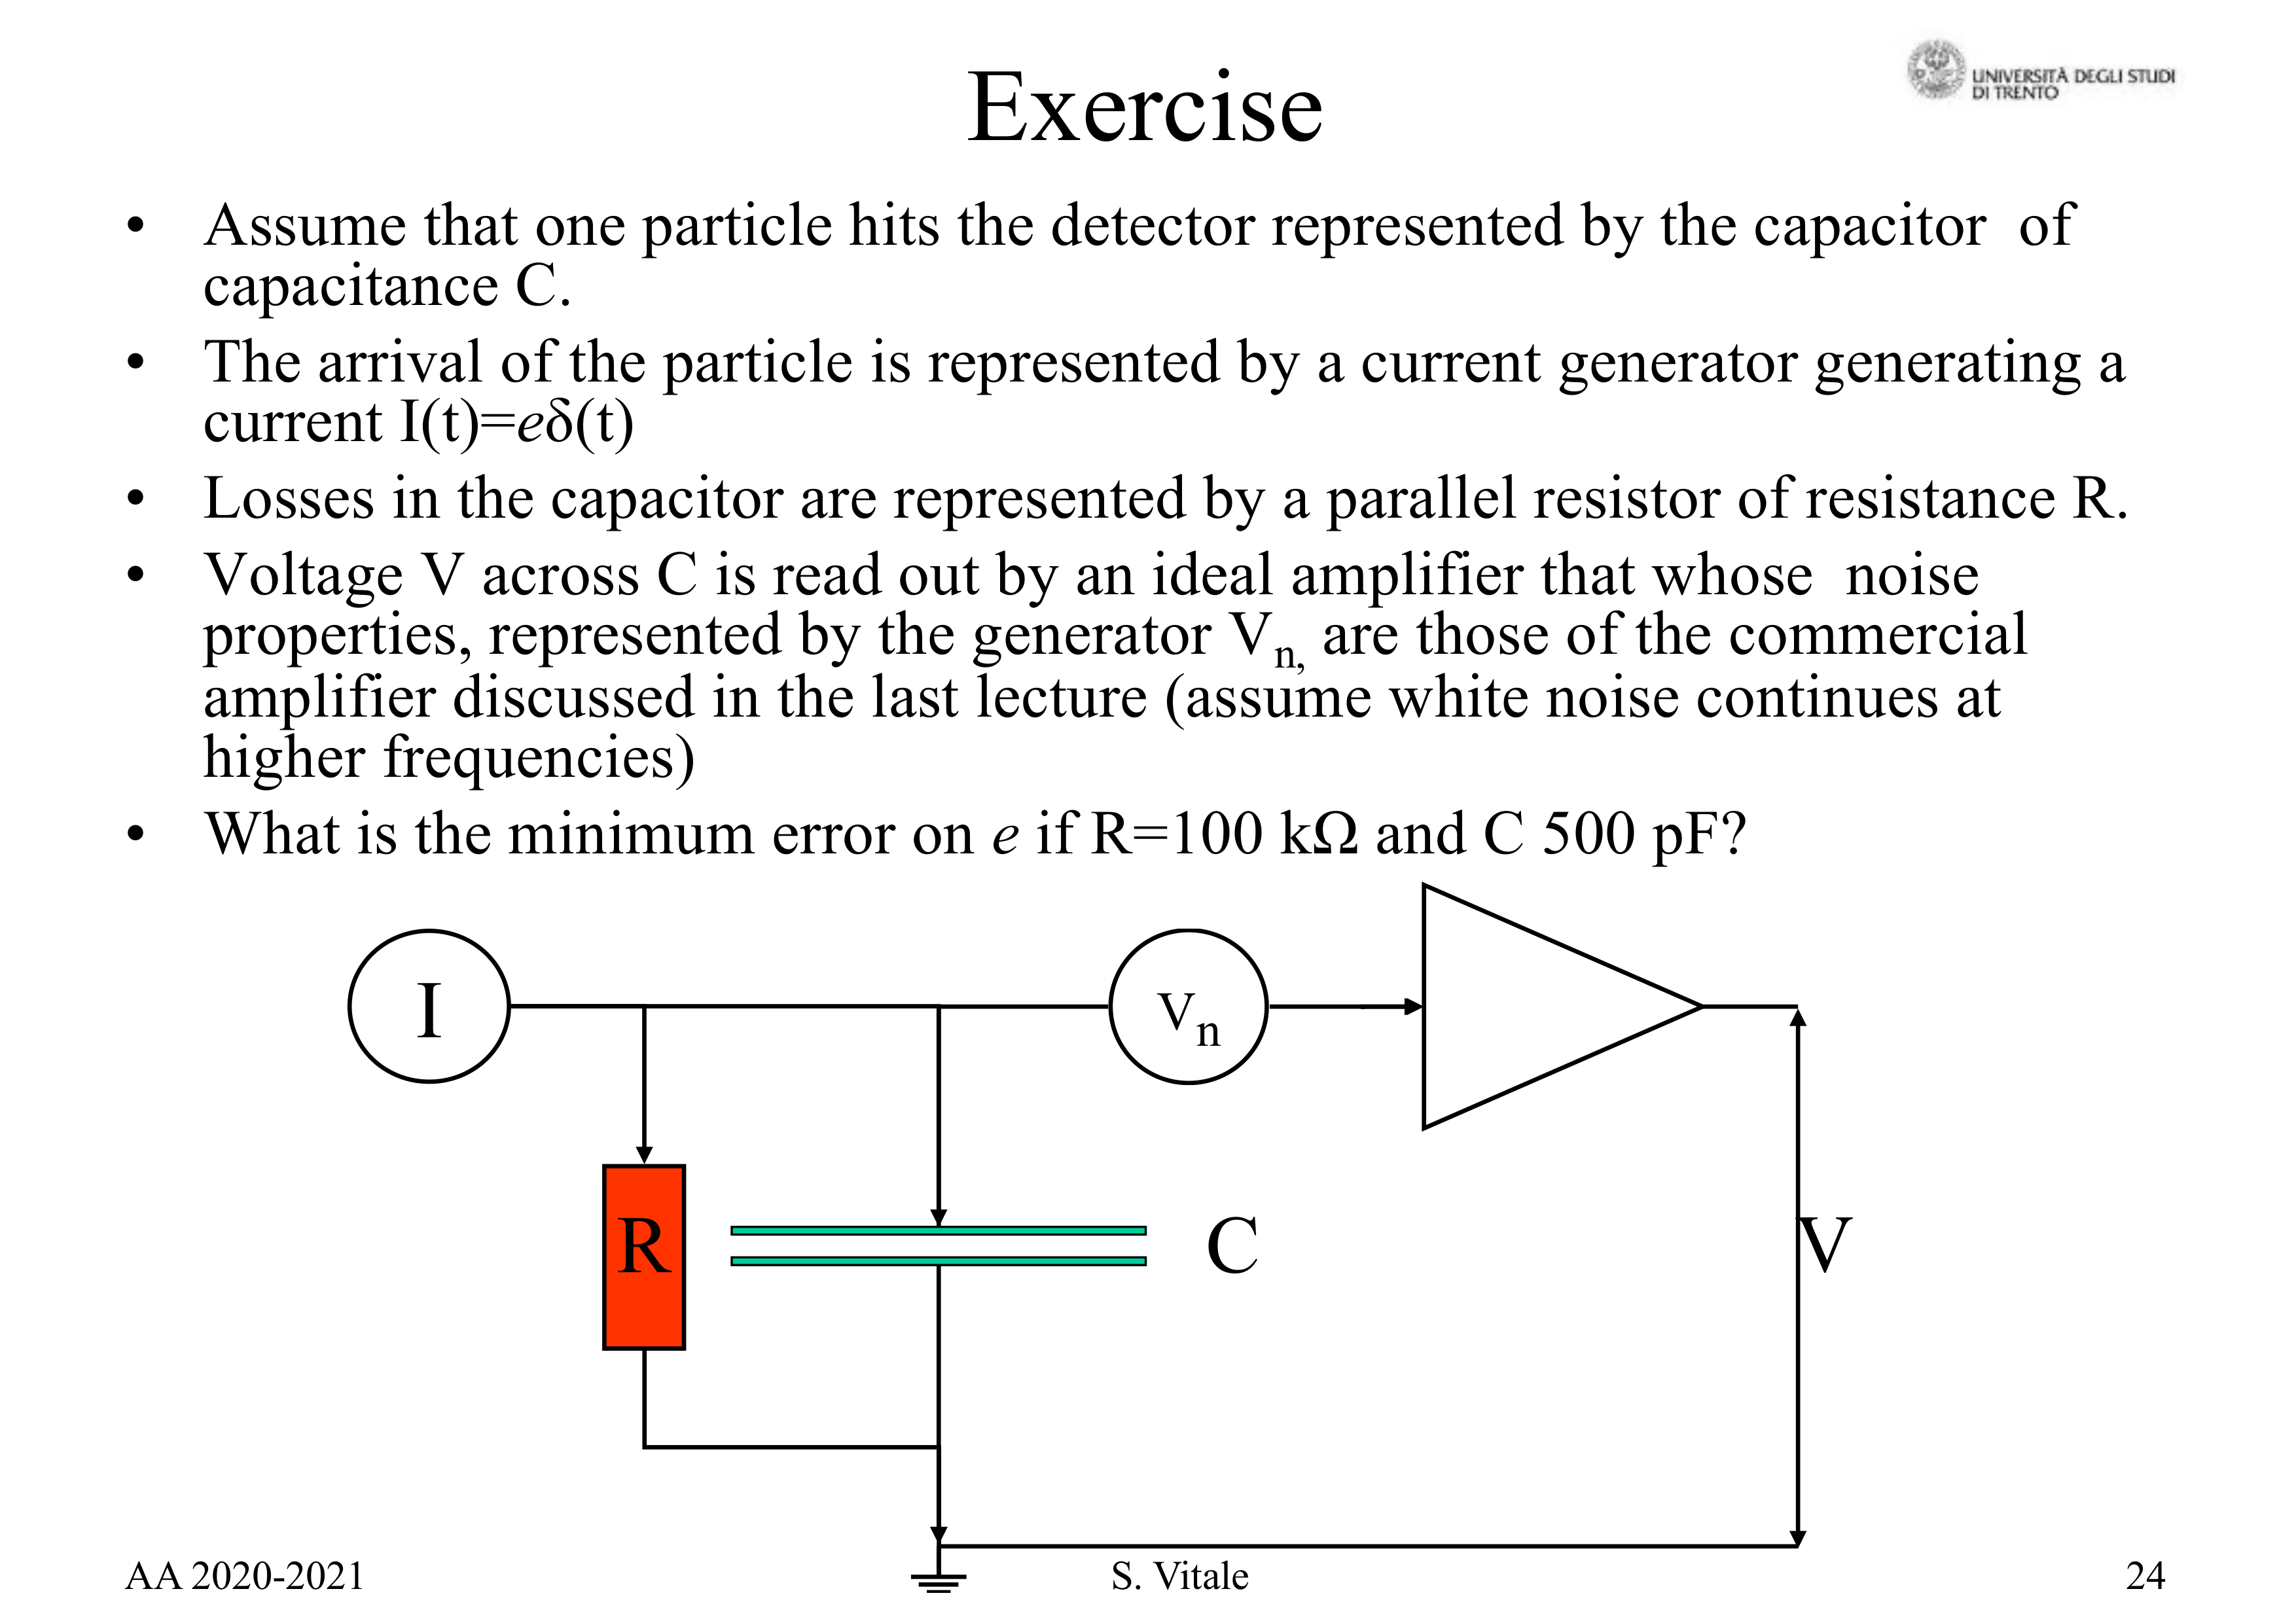 UNIVERSITÀ DEGLI STUDI
DI TRENTO
Exercise
• Assume that one particle hits the detector represented by the capacitor of
capacitance C.
• The arrival of the particle is represented by a current generator generating a
current I(t)=eδ(t)
• Losses in the capacitor are represented by a parallel resistor of resistance R.
• Voltage V across C is read out by an ideal amplifier that whose noise
properties, represented by the generator Vn, are those of the commercial
amplifier discussed in the last lecture (assume white noise continues at
higher frequencies)
• What is the minimum error on e if R=100 kΩ and C 500 pF?
I
Vn
R
C
V
AA 2020-2021
S. Vitale
24